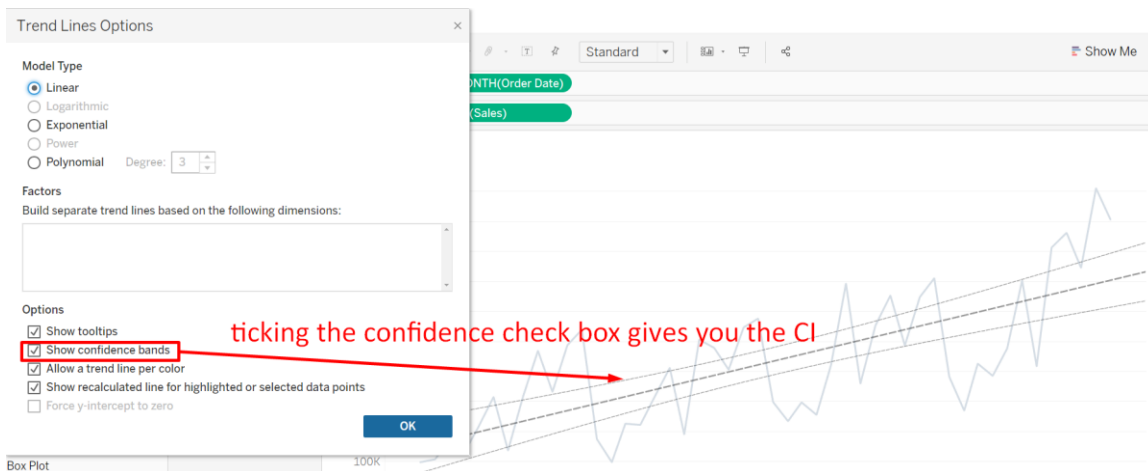 Trend Lines Options
Standard
Show Me
Model Type
Linear
Logarithmic
Exponential
Power
Polynomial Degree: 3
ONTH(Order Date)
(Sales)
Factors
Build separate trend lines based on the following dimensions:
Options
Show tooltips
Show confidence bands
Allow a trend line per color
Show recalculated line for highlighted or selected data points
Force y-intercept to zero
OK
ticking the confidence check box gives you the CI
Box Plot
100K